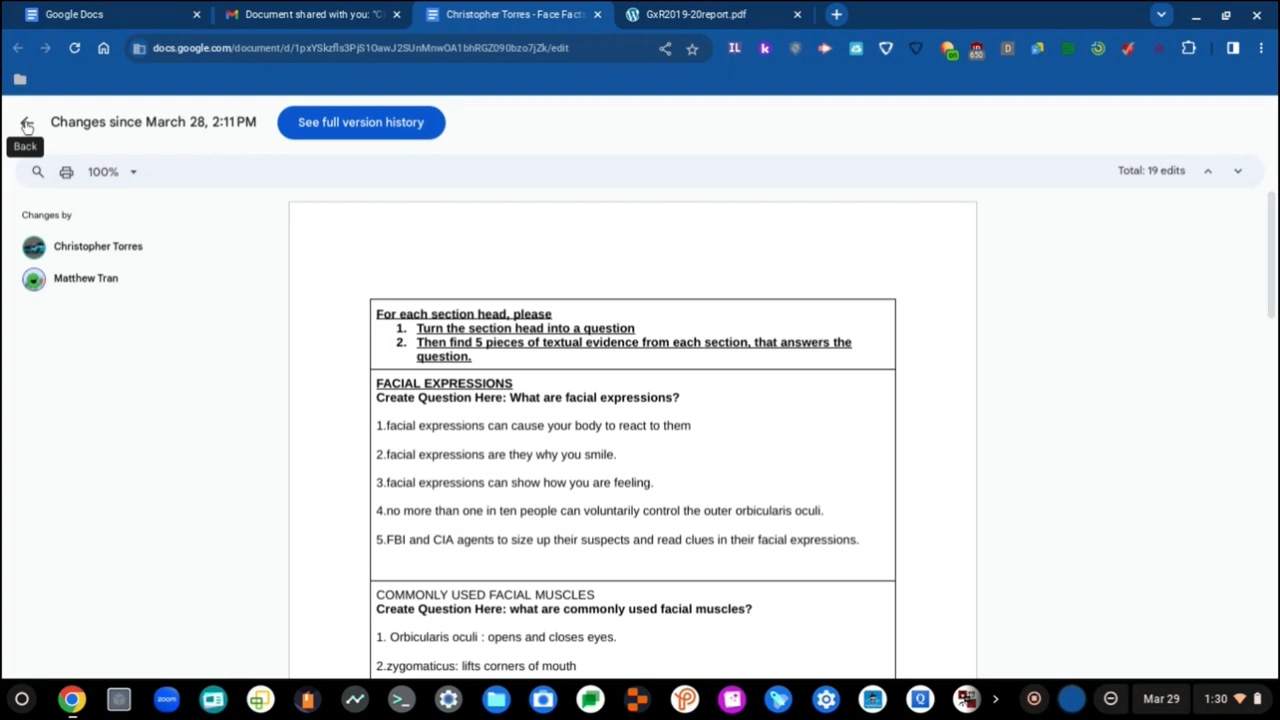 Google Docs
Document shared with you: "C
Christopher Torres - Face Facts
GxR2019-20report.pdf
docs.google.com/document/d/1pxYSkzfls3PjS1OawJ2SUnMnwOA1bhRGZ090bzo7jZk/edit
IL
k
on
650
D
Changes since March 28, 2:11 PM
See full version history
Back
100%
Total: 19 edits
Changes by
Christopher Torres
Matthew Tran
For each section head, please
1. Turn the section head into a question
2. Then find 5 pieces of textual evidence from each section, that answers the
question.
FACIAL EXPRESSIONS
Create Question Here: What are facial expressions?
1.facial expressions can cause your body to react to them
2.facial expressions are they why you smile.
3.facial expressions can show how you are feeling.
4.no more than one in ten people can voluntarily control the outer orbicularis oculi.
5.FBI and CIA agents to size up their suspects and read clues in their facial expressions.
COMMONLY USED FACIAL MUSCLES
Create Question Here: what are commonly used facial muscles?
1. Orbicularis oculi : opens and closes eyes.
2.zygomaticus: lifts corners of mouth
zoom
Q
Mar 29
1:30